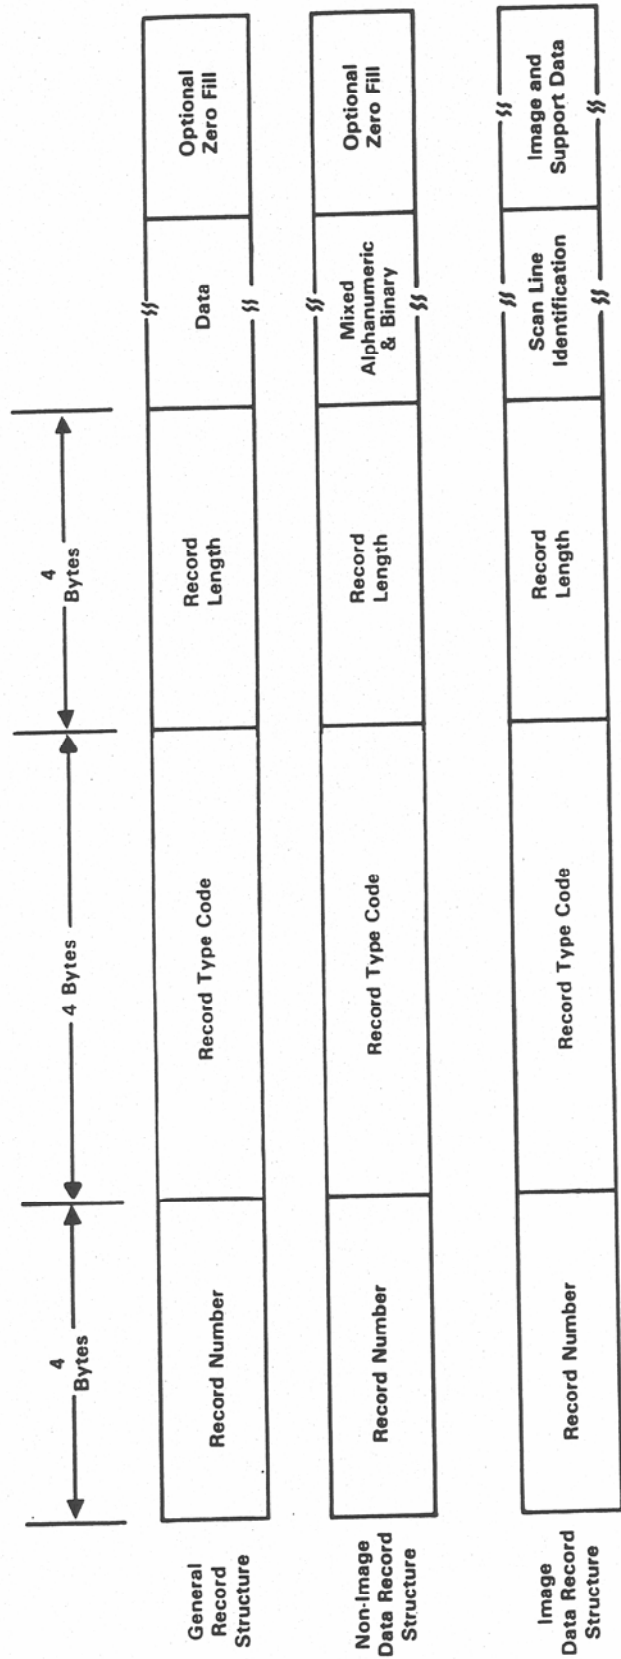 4
Bytes
4 Bytes
4
Bytes
General
Record
Structure
Record Number
Record Type Code
Record
Length
Data
Optional
Zero Fill
Non-Image
Data Record
Structure
Record Number
Record Type Code
Record
Length
Mixed
Alphanumeric
& Binary
Optional
Zero Fill
Image
Data Record
Structure
Record Number
Record Type Code
Record
Length
Scan Line
Identification
Image and
Support Data